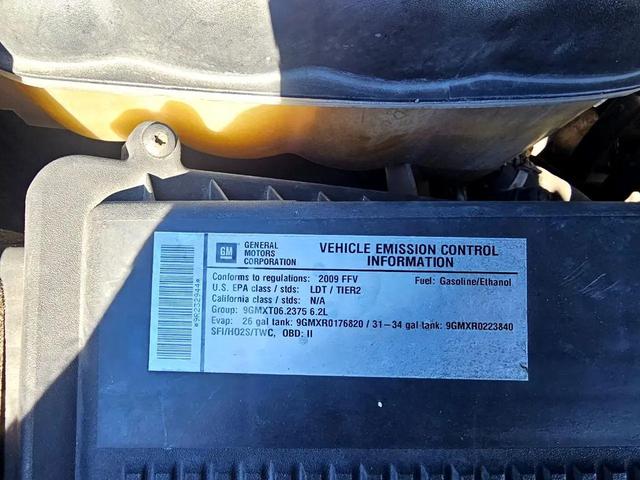 GM
GENERAL
MOTORS
CORPORATION
VEHICLE EMISSION CONTROL
INFORMATION
Conforms to regulations: 2009 FFV Fuel: Gasoline/Ethanol
U.S. EPA class / stds: LDT / TIER2
California class / stds: N/A
Group: 9GMXT06.2375 6.2L
Evap: 26 gal tank: 9GMXR0176820 / 31-34 gal tank: 9GMXR0223840
SFI/HO2S/TWC, OBD: II
*9R232944*